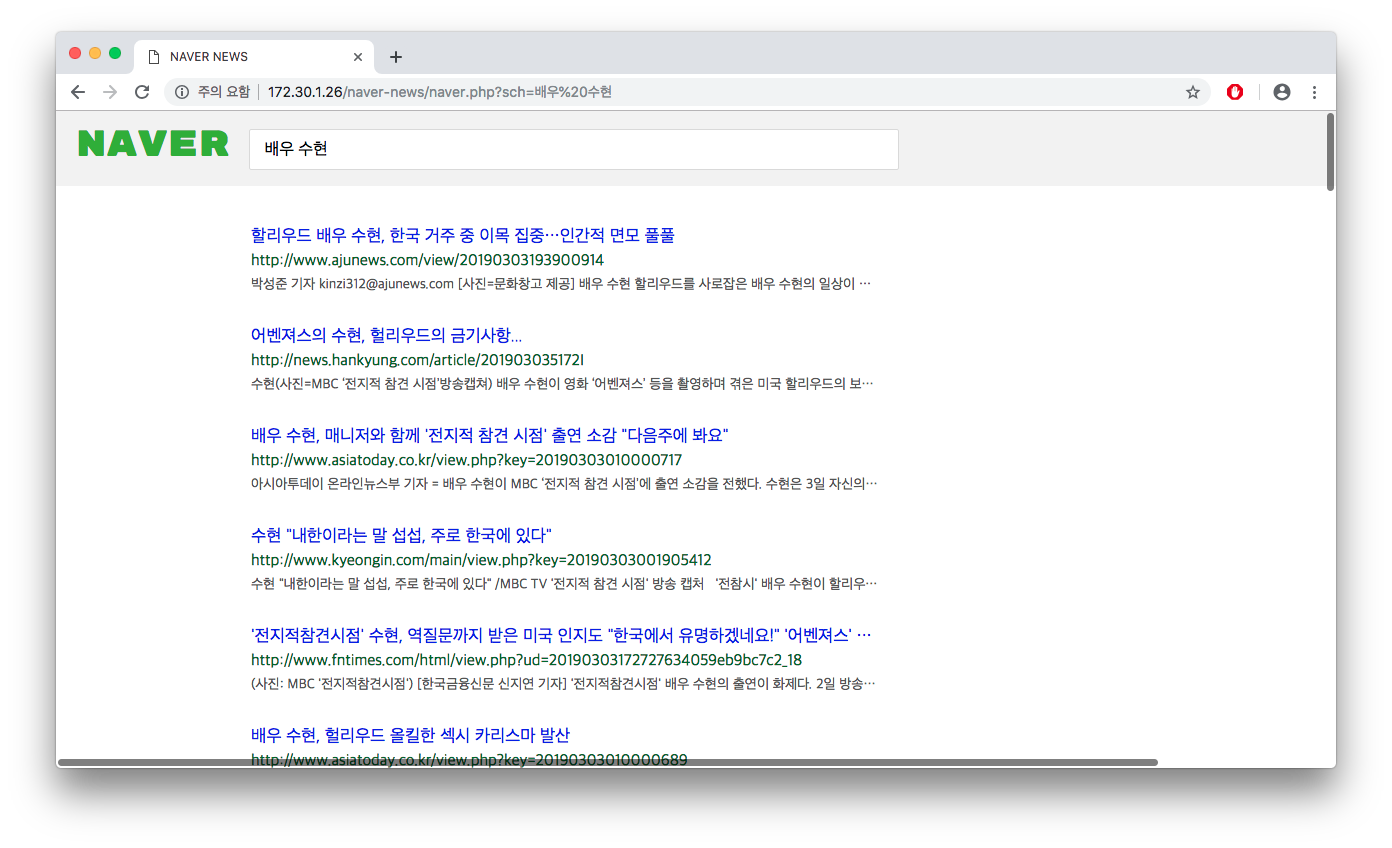 NAVER NEWS
주의 요함 172.30.1.26/naver-news/naver.php?sch=배우%20수현
NAVER 배우 수현
할리우드 배우 수현, 한국 거주 중 이목 집중…인간적 면모 풀풀
http://www.ajunews.com/view/20190303193900914
박성준 기자 kinzi312@ajunews.com [사진=문화창고 제공] 배우 수현 할리우드를 사로잡은 배우 수현의 일상이 …
어벤져스의 수현, 헐리우드의 금기사항...
http://news.hankyung.com/article/201903035172I
수현(사진=MBC '전지적 참견 시점'방송캡쳐) 배우 수현이 영화 '어벤져스' 등을 촬영하며 겪은 미국 할리우드의 보…
배우 수현, 매니저와 함께 '전지적 참견 시점' 출연 소감 "다음주에 봐요"
http://www.asiatoday.co.kr/view.php?key=20190303010000717
아시아투데이 온라인뉴스부 기자 = 배우 수현이 MBC '전지적 참견 시점'에 출연 소감을 전했다. 수현은 3일 자신의…
수현 "내한이라는 말 섭섭, 주로 한국에 있다"
http://www.kyeongin.com/main/view.php?key=20190303001905412
수현 "내한이라는 말 섭섭, 주로 한국에 있다" /MBC TV '전지적 참견 시점' 방송 캡처 '전참시' 배우 수현이 할리우…
'전지적참견시점' 수현, 역질문까지 받은 미국 인지도 "한국에서 유명하겠네요!" '어벤져스' …
http://www.fntimes.com/html/view.php?ud=20190303172727634059eb9bc7c2_18
(사진: MBC '전지적참견시점') [한국금융신문 신지연 기자] '전지적참견시점' 배우 수현의 출연이 화제다. 2일 방송…
배우 수현, 헐리우드 올킬한 섹시 카리스마 발산
http://www.asiatoday.co.kr/view.php?key=20190303010000689